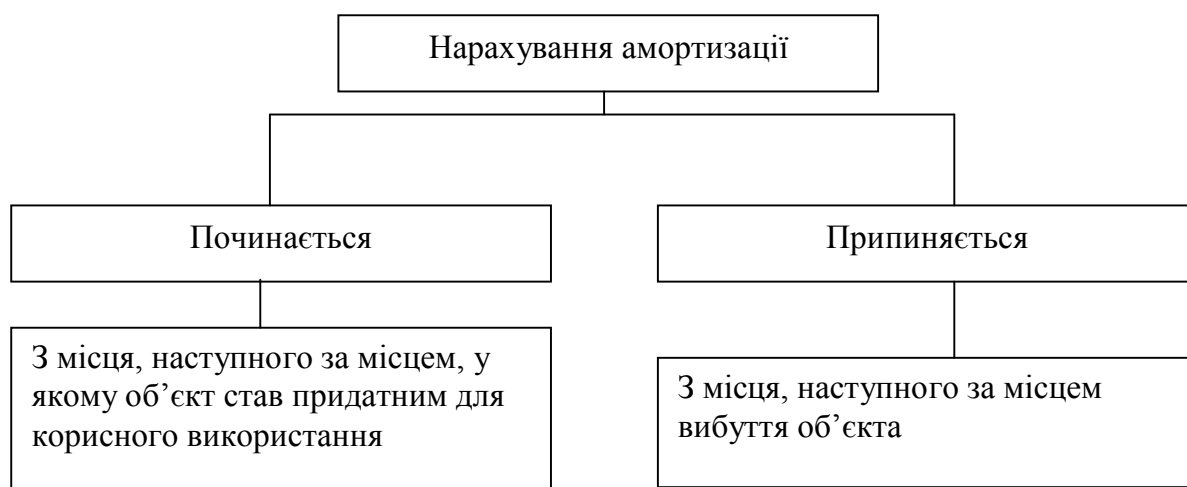 Нарахування амортизації
Починається
Припиняється
З місця, наступного за місцем, у
якому об’єкт став придатним для
корисного використання
З місця, наступного за місцем
вибуття об’єкта